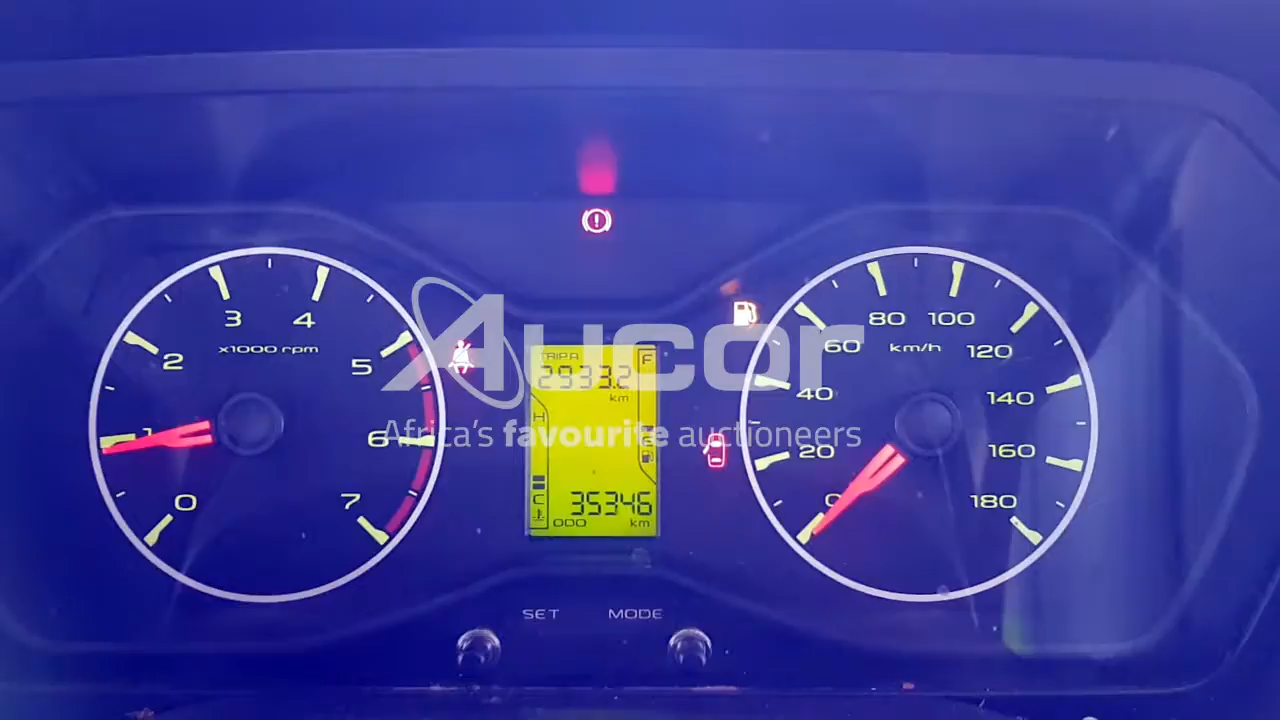 0
1
2
3
4
5
6
7
x1000 rpm
TRIP A
2933.2
km
F
H
C
35346
ODO km
0
20
40
60
80
100
120
140
160
180
km/h
SET MODE
Aucor
Africa's favourite auctioneers